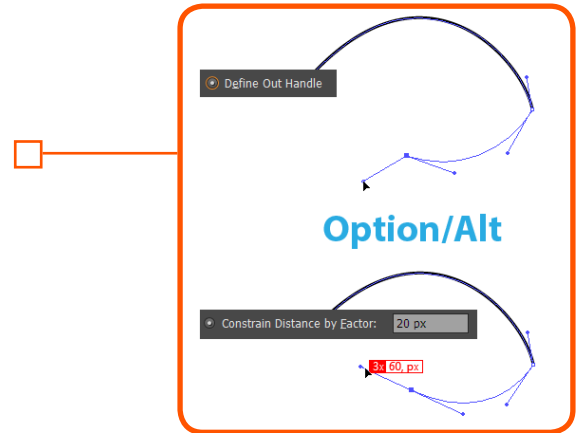 Define Out Handle
Option/Alt
Constrain Distance by Factor: 20 px
3x 60, px